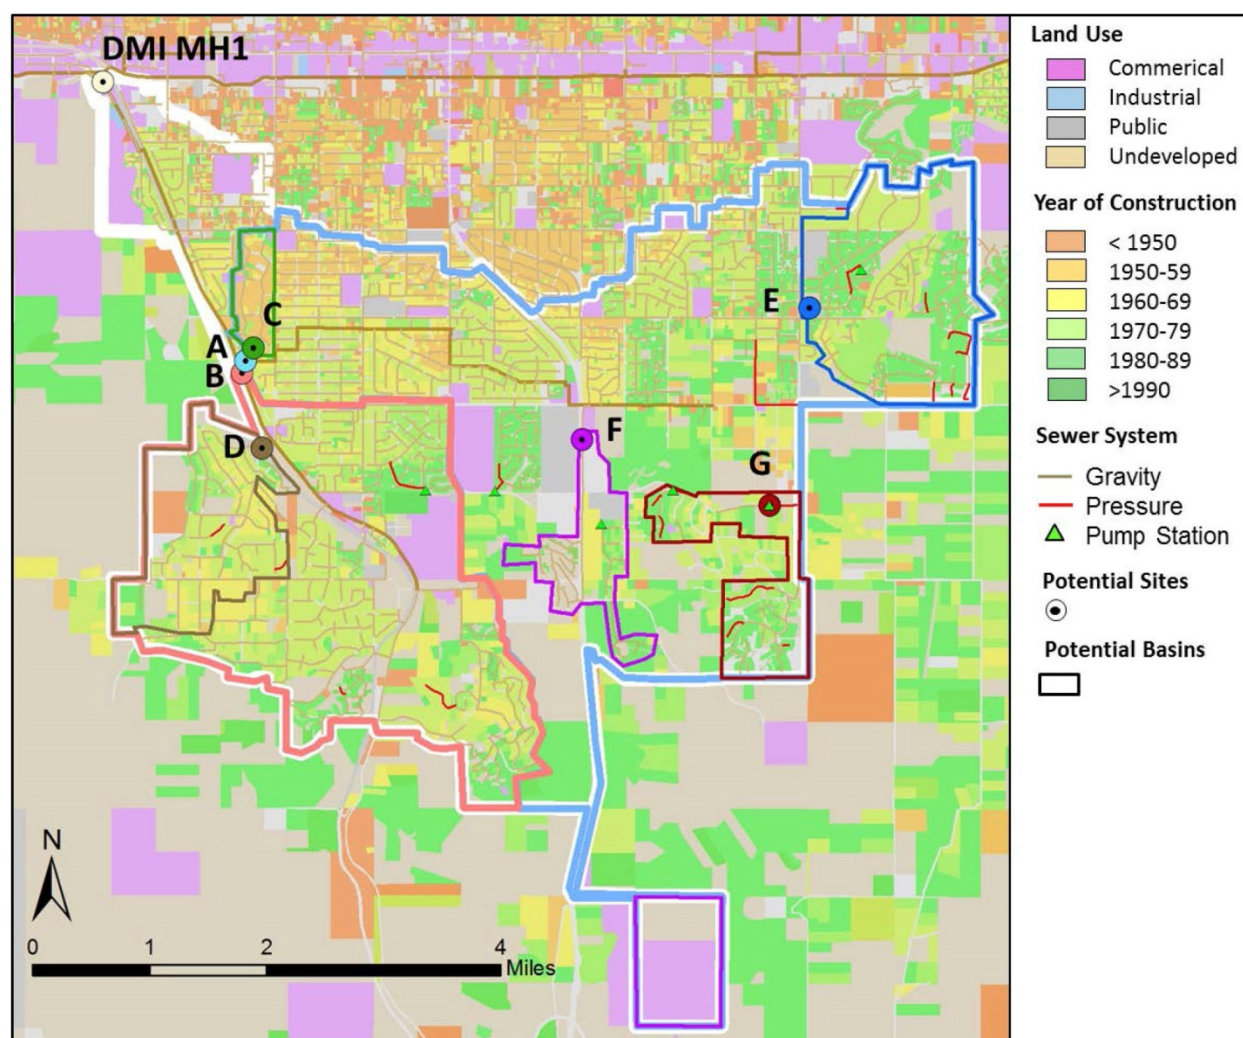 DMI MH1
C
A
B
D
E
F
G
N
0 1 2 4
Miles
Land Use
Commerical
Industrial
Public
Undeveloped
Year of Construction
< 1950
1950-59
1960-69
1970-79
1980-89
>1990
Sewer System
Gravity
Pressure
Pump Station
Potential Sites
Potential Basins